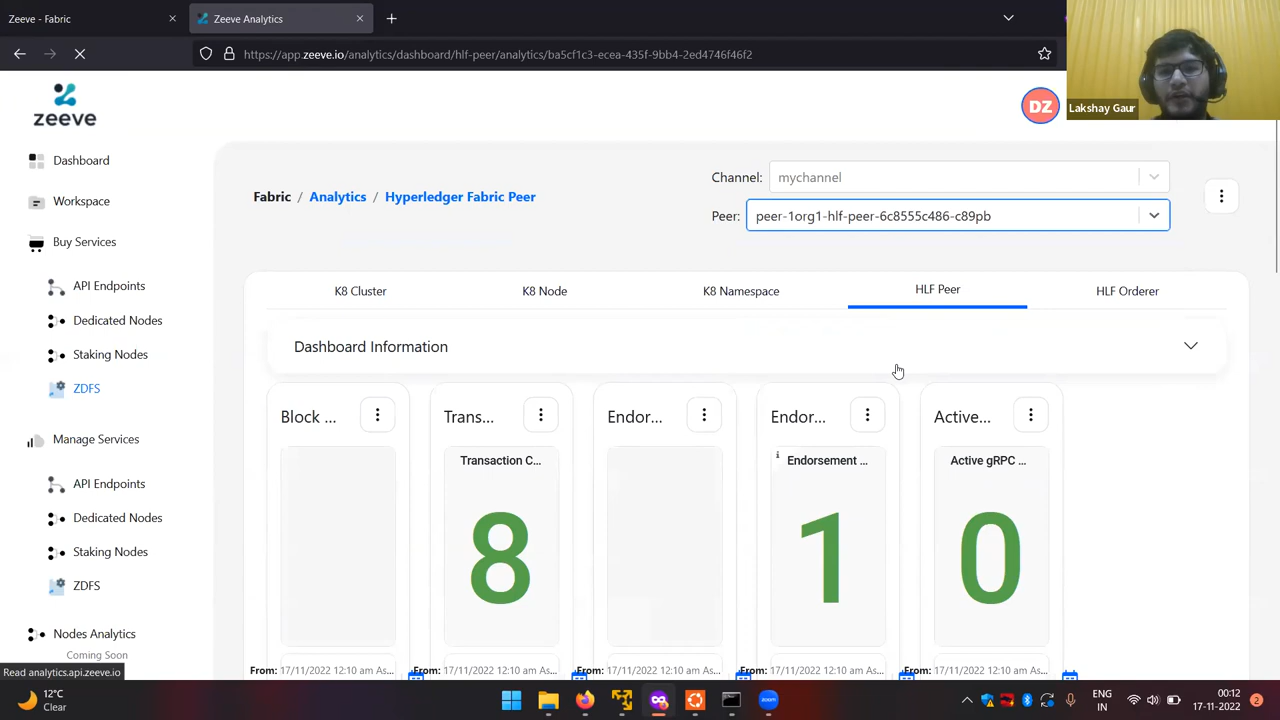 Zeeve - Fabric
Zeeve Analytics
https://app.zeeve.io/analytics/dashboard/hlf-peer/analytics/ba5cf1c3-ecea-435f-9bb4-2ed4746f46f2
Lakshay Gaur
zeeve
DZ
Dashboard
Workspace
Buy Services
API Endpoints
Dedicated Nodes
Staking Nodes
ZDFS
Manage Services
API Endpoints
Dedicated Nodes
Staking Nodes
ZDFS
Nodes Analytics
Coming Soon
Read analytics.api.zeeve.io
Fabric / Analytics / Hyperledger Fabric Peer
Channel: mychannel
Peer: peer-1org1-hlf-peer-6c8555c486-c89pb
K8 Cluster K8 Node K8 Namespace HLF Peer HLF Orderer
Dashboard Information
Block ... Trans... Endor... Endor... Active...
Transaction C... i Endorsement ... Active gRPC ...
8 1 0
From: 17/11/2022 12:10 am As... From: 17/11/2022 12:10 am As... From: 17/11/2022 12:10 am As... From: 17/11/2022 12:10 am As... From: 17/11/2022 12:10 am As...
12°C
Clear
zoom
ENG
IN
00:12
17-11-2022
2